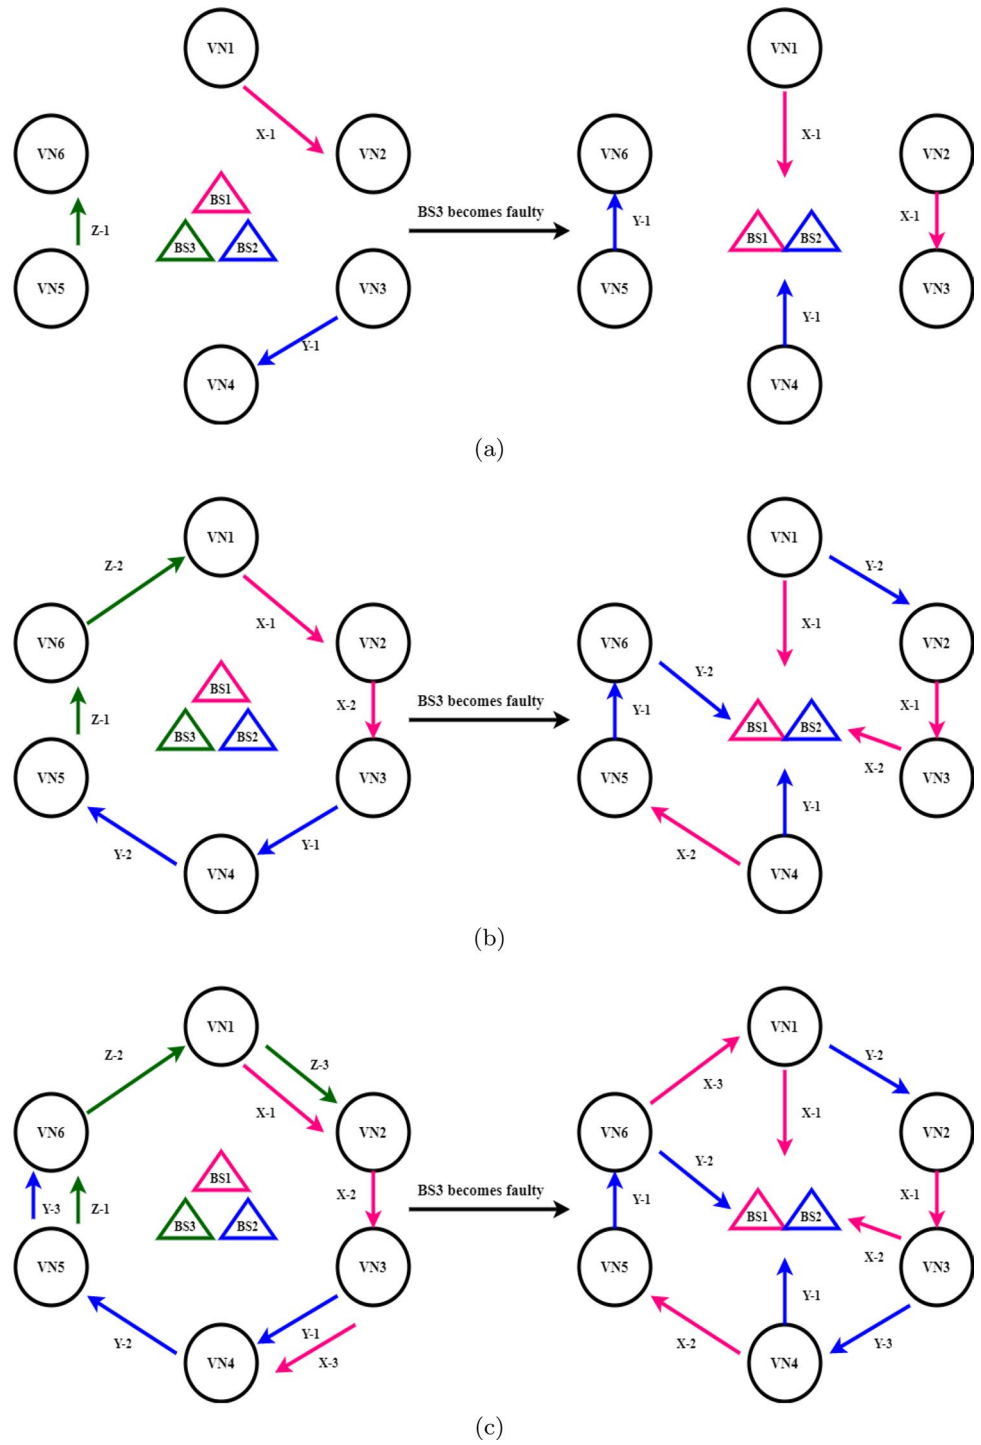 VN1
VN1
X-1
X-1
VN6
VN2
VN6
VN2
BS1
BS3 becomes faulty
X-1
Z-1
Y-1
BS3
BS2
BS1
BS2
VN5
VN3
VN5
VN3
Y-1
Y-1
VN4
VN4
(a)
VN1
VN1
Z-2
Y-2
X-1
X-1
VN6
VN2
VN6
VN2
Y-2
BS1
BS3 becomes faulty
X-2
X-1
Z-1
Y-1
BS3
BS2
BS1
BS2
X-2
VN5
VN3
VN5
VN3
Y-1
Y-1
Y-2
X-2
VN4
VN4
(b)
VN1
VN1
Z-2
Z-3
Y-2
X-3
X-1
X-1
VN6
VN2
VN6
VN2
Y-2
BS1
BS3 becomes faulty
X-2
X-1
Y-3
Z-1
Y-1
BS3
BS2
BS1
BS2
X-2
VN5
VN3
VN5
VN3
Y-1
Y-1
Y-2
X-3
X-2
Y-3
VN4
VN4
(c)